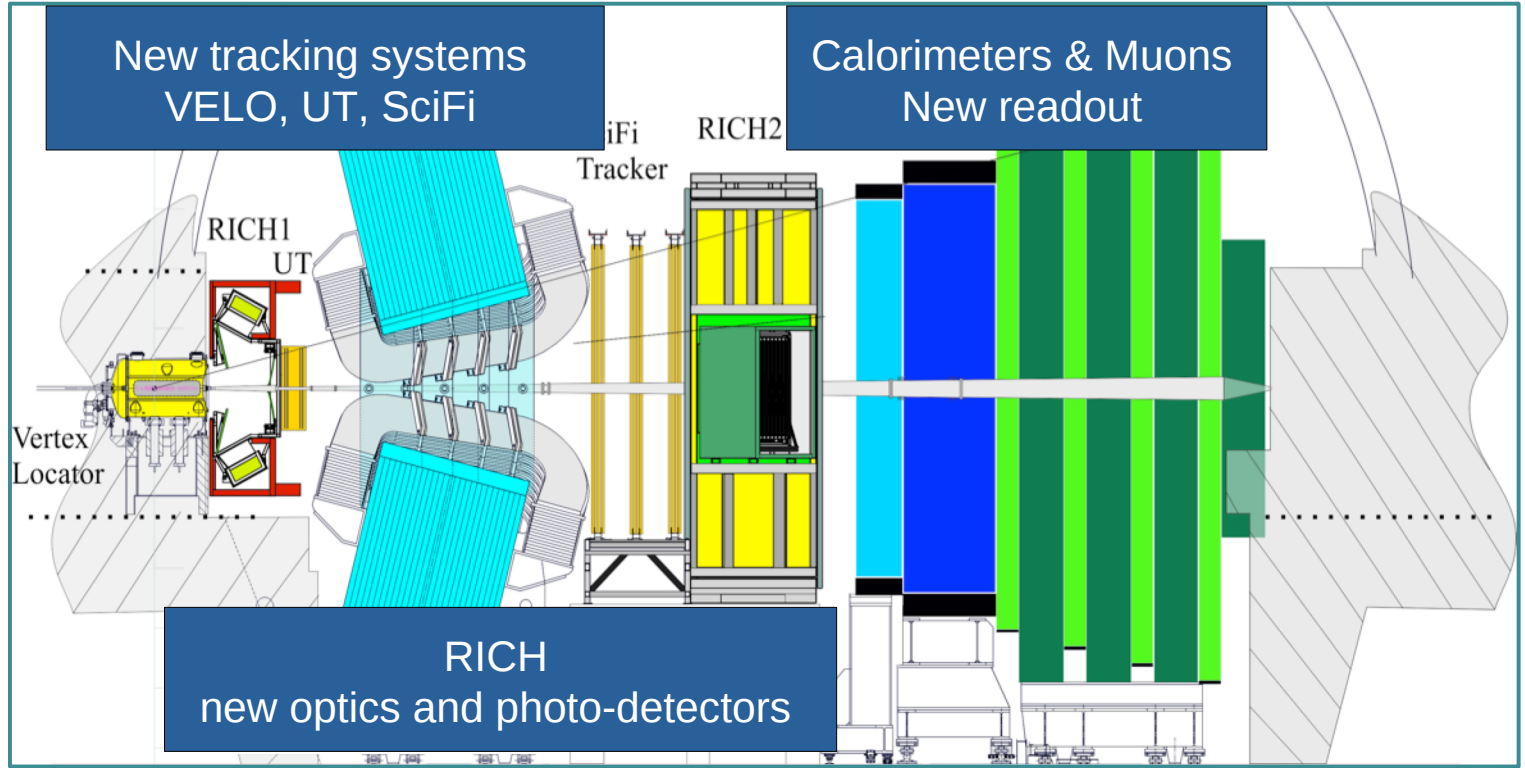 New tracking systems
VELO, UT, SciFi
Calorimeters & Muons
New readout
iFi
Tracker
RICH2
RICH1
UT
Vertex
Locator
RICH
new optics and photo-detectors